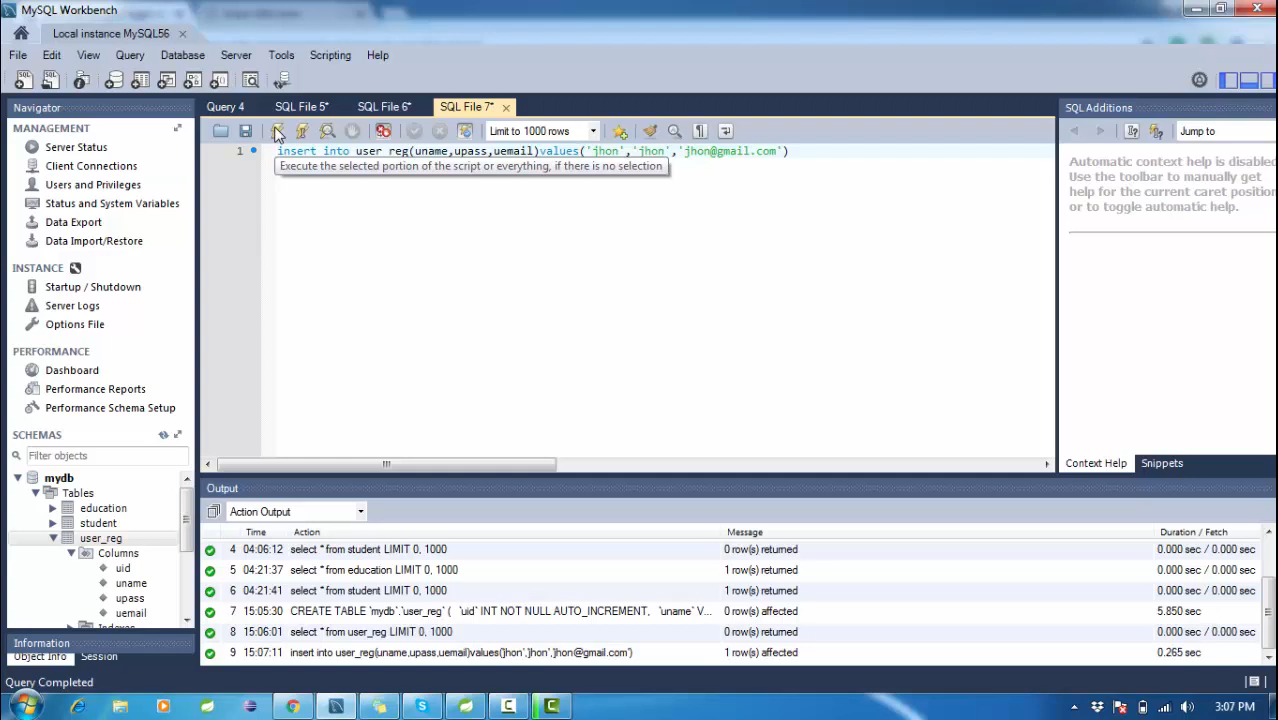 MySQL Workbench
Local instance MySQL56
File Edit View Query Database Server Tools Scripting Help
Navigator
MANAGEMENT
Server Status
Client Connections
Users and Privileges
Status and System Variables
Data Export
Data Import/Restore
INSTANCE
Startup / Shutdown
Server Logs
Options File
PERFORMANCE
Dashboard
Performance Reports
Performance Schema Setup
SCHEMAS
Filter objects
mydb
Tables
education
student
user_reg
Columns
uid
uname
upass
uemail
Information
Object Info Session
Query Completed
Query 4 SQL File 5* SQL File 6* SQL File 7*
Limit to 1000 rows
1 insert into user_reg(uname,upass,uemail)values('jhon','jhon','jhon@gmail.com')
Execute the selected portion of the script or everything, if there is no selection
SQL Additions
Jump to
Automatic context help is disabled
Use the toolbar to manually get
help for the current caret position
or to toggle automatic help.
Context Help Snippets
Output
Action Output
Time Action Message Duration / Fetch
4 04:06:12 select * from student LIMIT 0, 1000 0 row(s) returned 0.000 sec / 0.000 sec
5 04:21:37 select * from education LIMIT 0, 1000 1 row(s) returned 0.000 sec / 0.000 sec
6 04:21:41 select * from student LIMIT 0, 1000 1 row(s) returned 0.000 sec / 0.000 sec
7 15:05:30 CREATE TABLE `mydb`.`user_reg` ( `uid` INT NOT NULL AUTO_INCREMENT, `uname` V... 0 row(s) affected 5.850 sec
8 15:06:01 select * from user_reg LIMIT 0, 1000 0 row(s) returned 0.000 sec / 0.000 sec
9 15:07:11 insert into user_reg(uname,upass,uemail)values('jhon','jhon','jhon@gmail.com') 1 row(s) affected 0.265 sec
3:07 PM